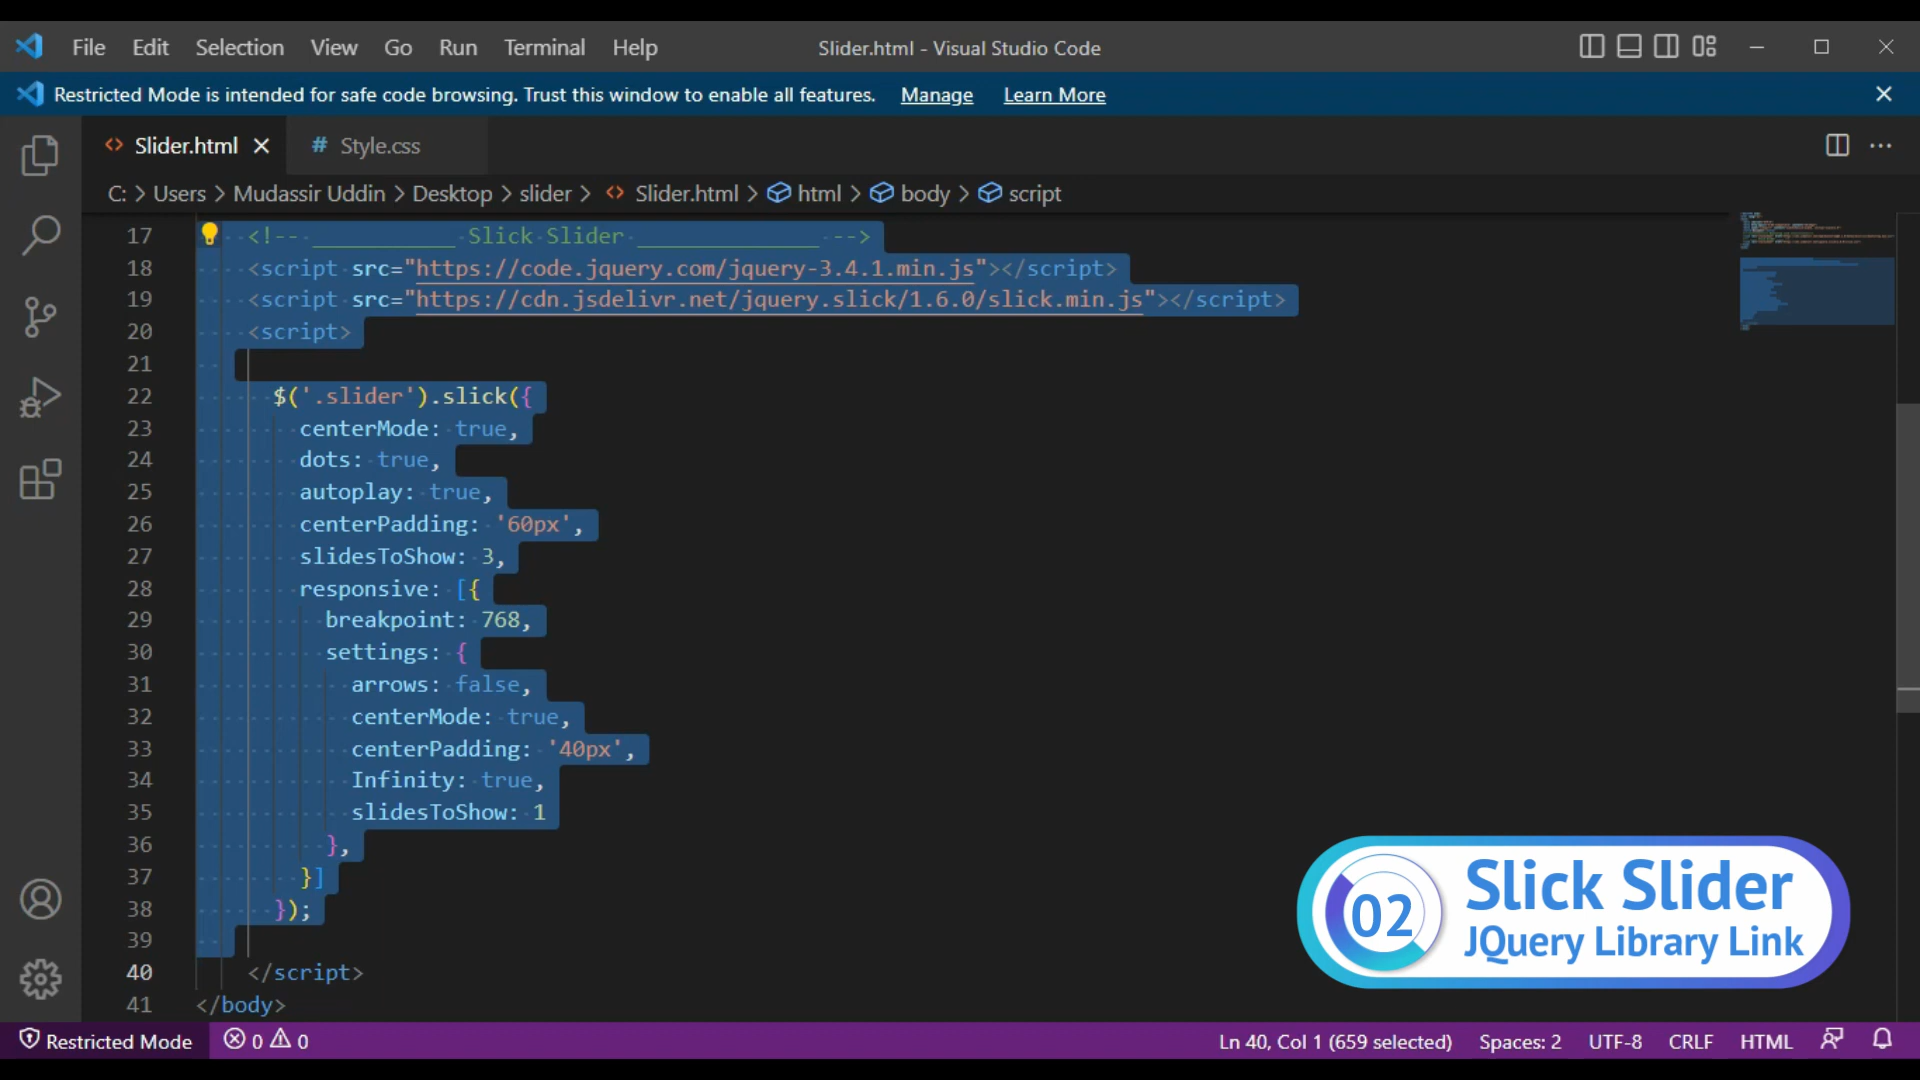 File Edit Selection View Go Run Terminal Help
Slider.html - Visual Studio Code
Restricted Mode is intended for safe code browsing. Trust this window to enable all features. Manage Learn More
Slider.html
# Style.css
C: > Users > Mudassir Uddin > Desktop > slider > Slider.html > html > body > script
17 <!-- ___________ Slick Slider ______________ -->
18 <script src="https://code.jquery.com/jquery-3.4.1.min.js"></script>
19 <script src="https://cdn.jsdelivr.net/jquery.slick/1.6.0/slick.min.js"></script>
20 <script>
21
22 $('.slider').slick({
23 centerMode: true,
24 dots: true,
25 autoplay: true,
26 centerPadding: '60px',
27 slidesToShow: 3,
28 responsive: [{
29 breakpoint: 768,
30 settings: {
31 arrows: false,
32 centerMode: true,
33 centerPadding: '40px',
34 Infinity: true,
35 slidesToShow: 1
36 },
37 }]
38 });
39
40 </script>
41 </body>
02
Slick Slider
JQuery Library Link
Restricted Mode 0 0
Ln 40, Col 1 (659 selected) Spaces: 2 UTF-8 CRLF HTML